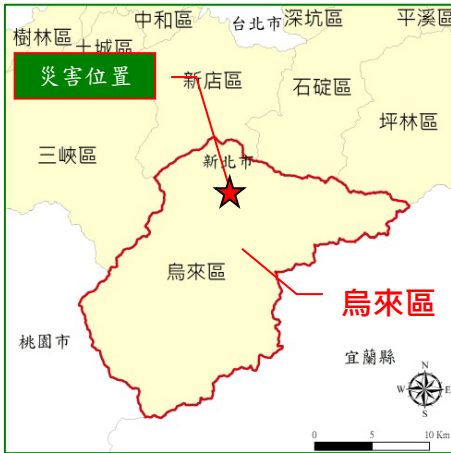 中和區
台北市
深坑區
平溪區
樹林區
土城區
災害位置
新店區
石碇區
坪林區
三峽區
新北市
烏來區
烏來區
桃園市
宜蘭縣
N
W
E
S
0 5 10 Km